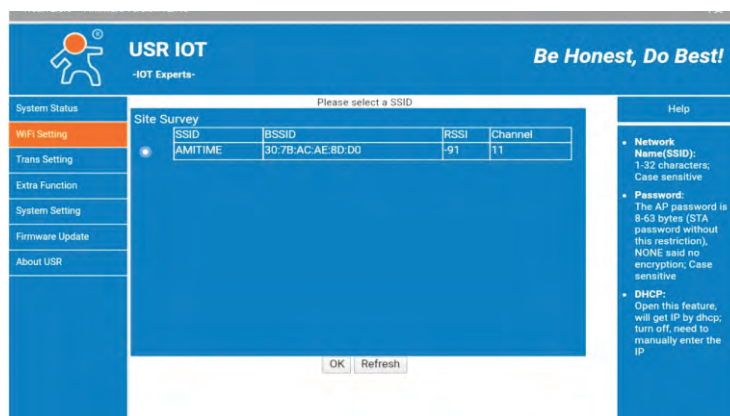 ®
USR IOT
-IOT Experts-
Be Honest, Do Best!
System Status
WiFi Setting
Trans Setting
Extra Function
System Setting
Firmware Update
About USR
Please select a SSID
Site Survey
SSID BSSID RSSI Channel
AMITIME 30:7B:AC:AE:8D:D0 -91 11
OK Refresh
Help
• Network
Name(SSID):
1-32 characters;
Case sensitive
• Password:
The AP password is
8-63 bytes (STA
password without
this restriction),
NONE said no
encryption; Case
sensitive
• DHCP:
Open this feature,
will get IP by dhcp;
turn off, need to
manually enter the
IP